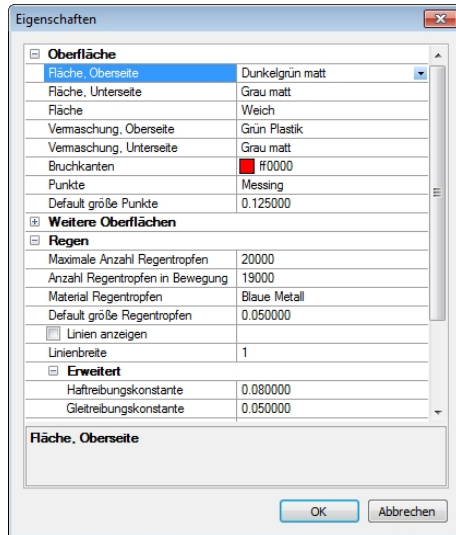 Eigenschaften
Oberfläche
Fläche, Oberseite Dunkelgrün matt
Fläche, Unterseite Grau matt
Fläche Weich
Vermaschung, Oberseite Grün Plastik
Vermaschung, Unterseite Grau matt
Bruchkanten ff0000
Punkte Messing
Default größe Punkte 0.125000
Weitere Oberflächen
Regen
Maximale Anzahl Regentropfen 20000
Anzahl Regentropfen in Bewegung 19000
Material Regentropfen Blaue Metall
Default größe Regentropfen 0.050000
Linien anzeigen
Linienbreite 1
Erweitert
Haftreibungskonstante 0.080000
Gleitreibungskonstante 0.050000
Fläche, Oberseite
OK Abbrechen